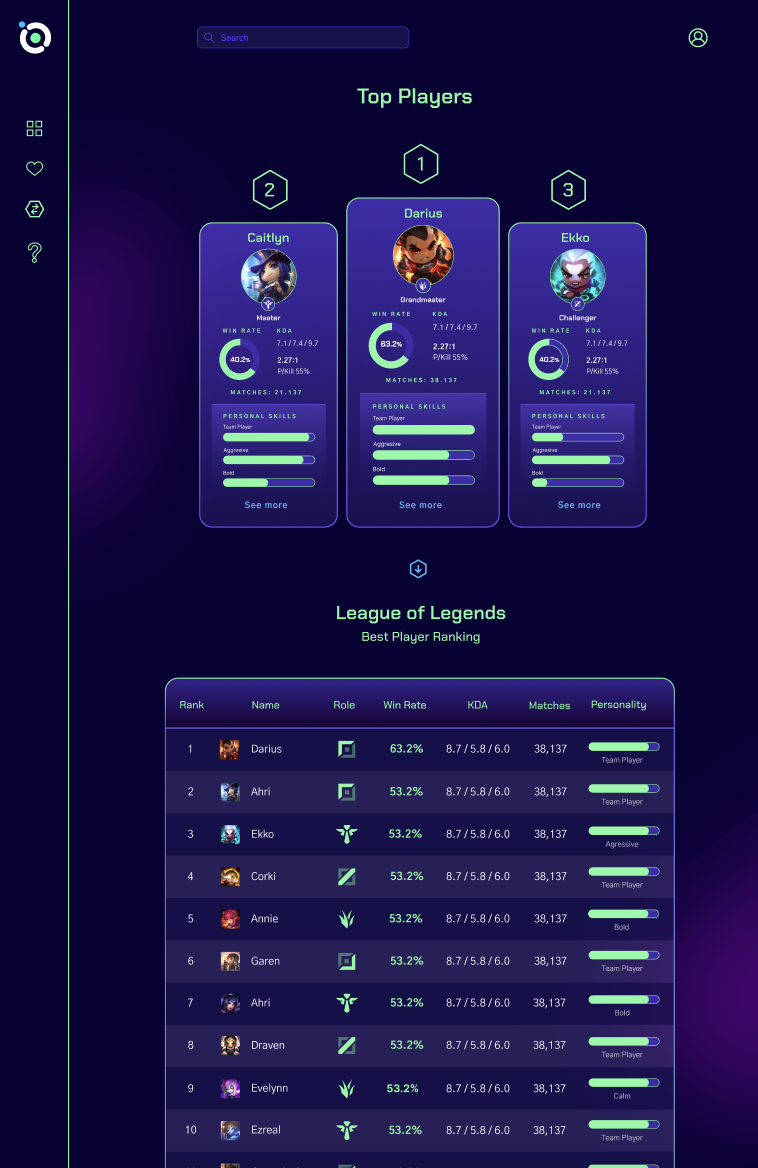 Search
Top Players
2
1
3
Caitlyn
Master
WIN RATE KDA
40.2%
7.1 / 7.4 / 9.7
2.27:1
P/Kill 55%
MATCHES: 21.137
PERSONAL SKILLS
Team Player
Aggresive
Bold
See more
Darius
Grandmaster
WIN RATE KDA
63.2%
7.1 / 7.4 / 9.7
2.27:1
P/Kill 55%
MATCHES: 38.137
PERSONAL SKILLS
Team Player
Aggresive
Bold
See more
Ekko
Challenger
WIN RATE KDA
40.2%
7.1 / 7.4 / 9.7
2.27:1
P/Kill 55%
MATCHES: 21.137
PERSONAL SKILLS
Team Player
Aggresive
Bold
See more
League of Legends
Best Player Ranking
Rank Name Role Win Rate KDA Matches Personality
1 Darius 63.2% 8.7 / 5.8 / 6.0 38,137
Team Player
2 Ahri 53.2% 8.7 / 5.8 / 6.0 38,137
Team Player
3 Ekko 53.2% 8.7 / 5.8 / 6.0 38,137
Agressive
4 Corki 53.2% 8.7 / 5.8 / 6.0 38,137
Team Player
5 Annie 53.2% 8.7 / 5.8 / 6.0 38,137
Bold
6 Garen 53.2% 8.7 / 5.8 / 6.0 38,137
Team Player
7 Ahri 53.2% 8.7 / 5.8 / 6.0 38,137
Bold
8 Draven 53.2% 8.7 / 5.8 / 6.0 38,137
Team Player
9 Evelynn 53.2% 8.7 / 5.8 / 6.0 38,137
Calm
10 Ezreal 53.2% 8.7 / 5.8 / 6.0 38,137
Team Player